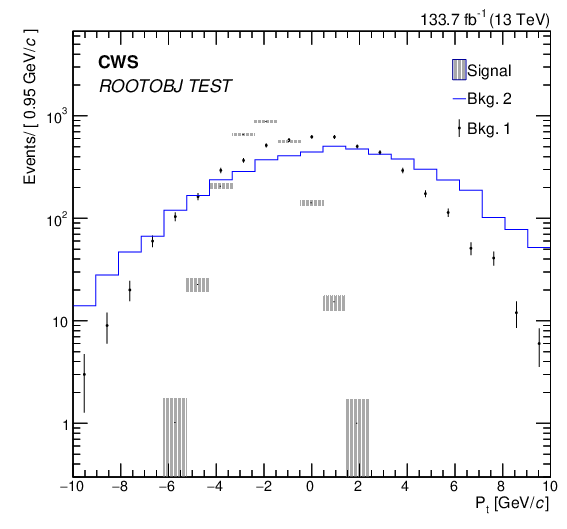 133.7 fb⁻¹ (13 TeV)
CWS
ROOTOBJ TEST
Signal
Bkg. 2
Bkg. 1
Events/ [ 0.95 GeV/c ]
10³
10²
10
1
−10 −8 −6 −4 −2 0 2 4 6 8 10
Pₜ [GeV/c]